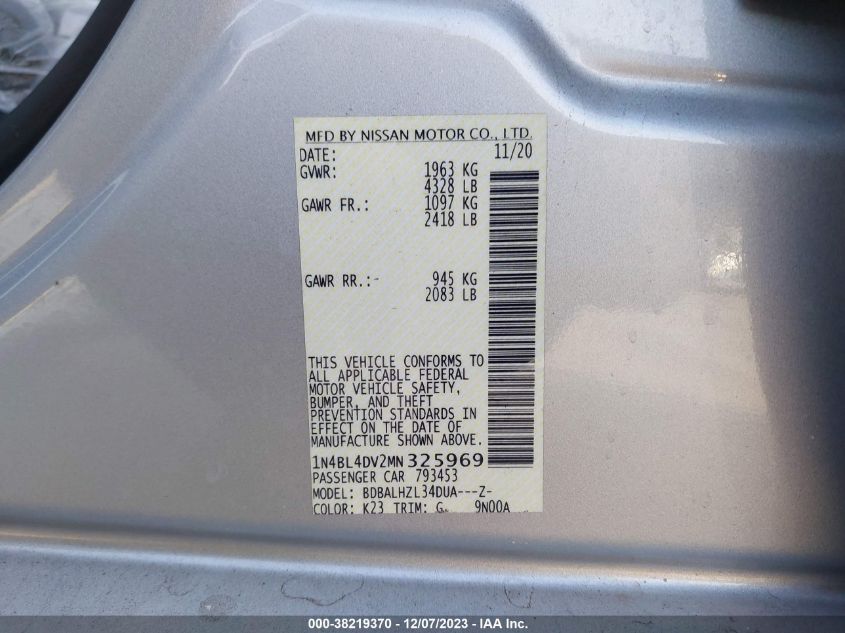 MFD BY NISSAN MOTOR CO., LTD.
DATE: 11/20
GVWR: 1963 KG
4328 LB
GAWR FR.: 1097 KG
2418 LB
GAWR RR.:- 945 KG
2083 LB
THIS VEHICLE CONFORMS TO
ALL APPLICABLE FEDERAL
MOTOR VEHICLE SAFETY,
BUMPER, AND THEFT
PREVENTION STANDARDS IN
EFFECT ON THE DATE OF
MANUFACTURE SHOWN ABOVE.
1N4BL4DV2MN325969
PASSENGER CAR 793453
MODEL: BDBALHZL34DUA---Z-
COLOR: K23 TRIM: G 9N00A
000-38219370 - 12/07/2023 - IAA Inc.